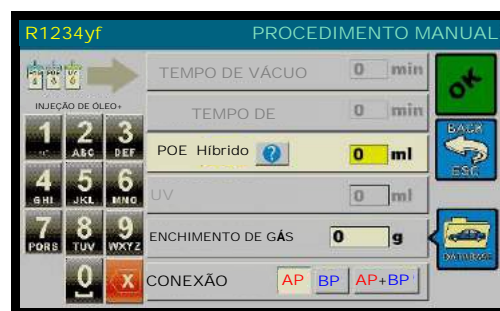 R1234yf PROCEDIMENTO MANUAL
TEMPO DE VÁCUO 0 min
OK
INJEÇÃO DE ÓLEO+
TEMPO DE 0 min
1 2 ABC 3 DEF
BACK
ESC
POE Híbrido ? 0 ml
4 GHI 5 JKL 6 MNO
UV 0 ml
7 PQRS 8 TUV 9 WXYZ
ENCHIMENTO DE GÁS 0 g
DATABASE
0 X
CONEXÃO AP BP AP+BP